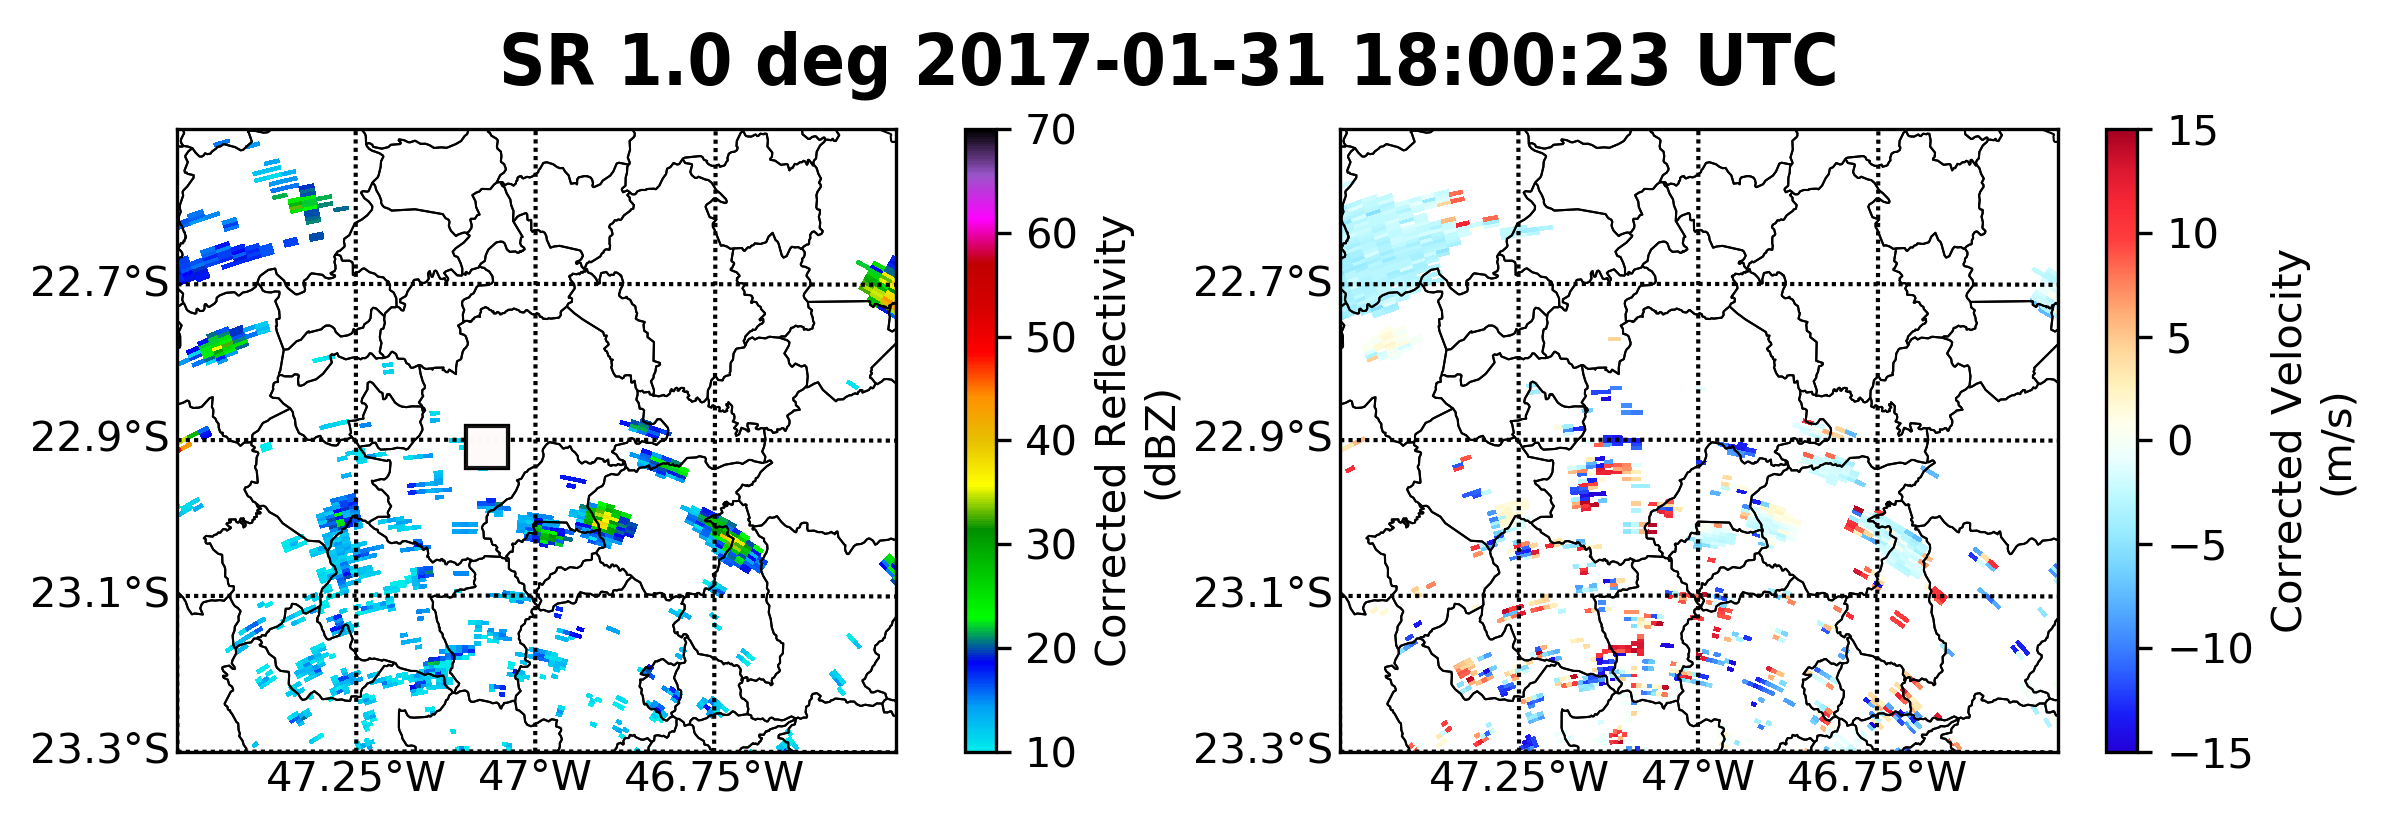 SR 1.0 deg 2017-01-31 18:00:23 UTC
22.7°S
22.9°S
23.1°S
23.3°S
47.25°W
47°W
46.75°W
70
60
50
40
30
20
10
Corrected Reflectivity
(dBZ)
22.7°S
22.9°S
23.1°S
23.3°S
47.25°W
47°W
46.75°W
15
10
5
0
−5
−10
−15
Corrected Velocity
(m/s)